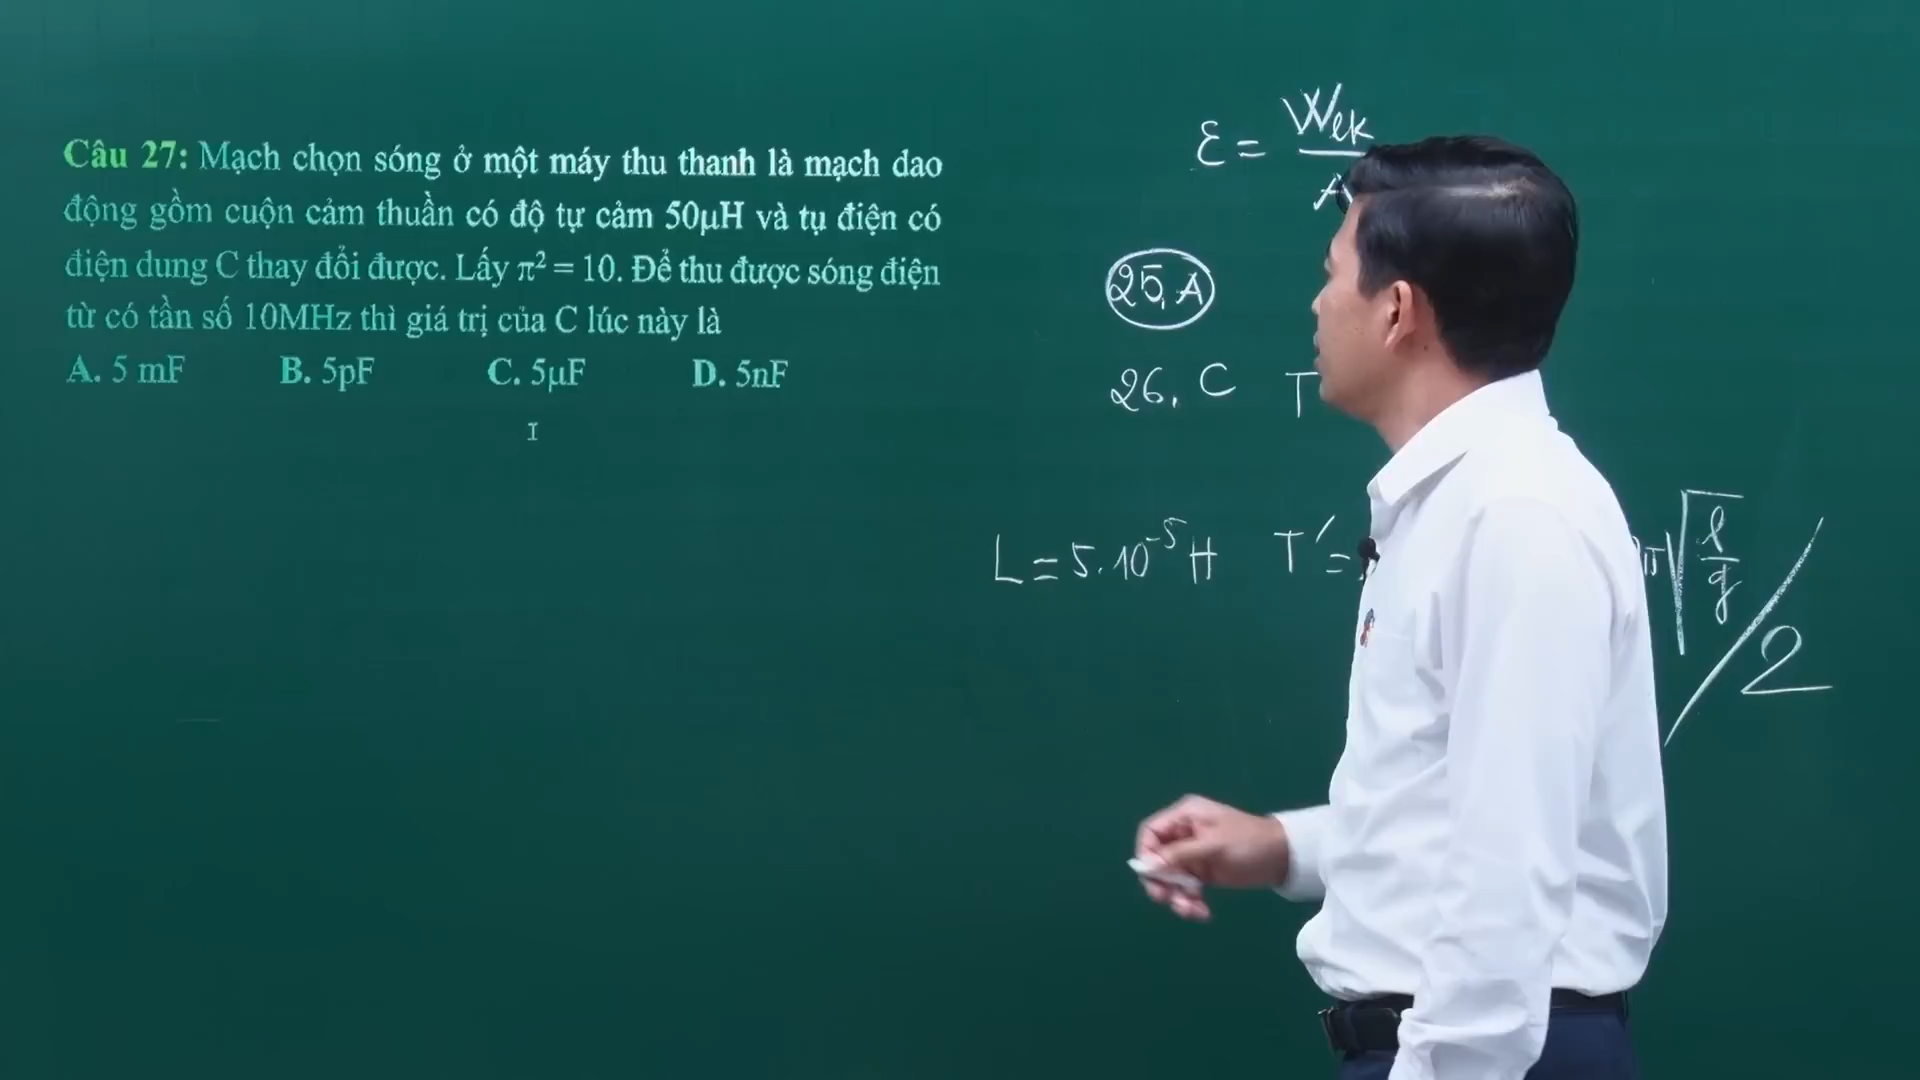 Câu 27: Mạch chọn sóng ở một máy thu thanh là mạch dao
động gồm cuộn cảm thuần có độ tự cảm 50μH và tụ điện có
điện dung C thay đổi được. Lấy π² = 10. Để thu được sóng điện
từ có tần số 10MHz thì giá trị của C lúc này là
A. 5 mF B. 5pF C. 5μF D. 5nF
ℰ = Wek / A
25. A
26. C T
L = 5.10⁻⁵ H T' = π√(l/g) / 2